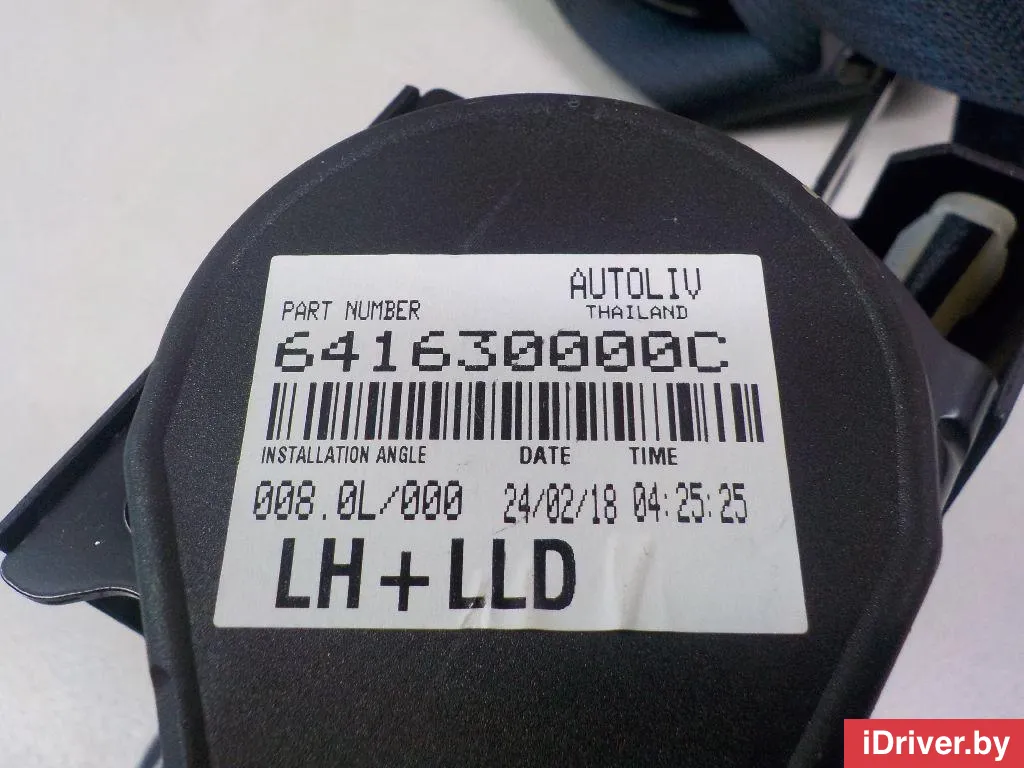 AUTOLIV
PART NUMBER THAILAND
641630000C
INSTALLATION ANGLE DATE TIME
008.0L/000 24/02/18 04:25:25
LH+LLD
iDriver.by